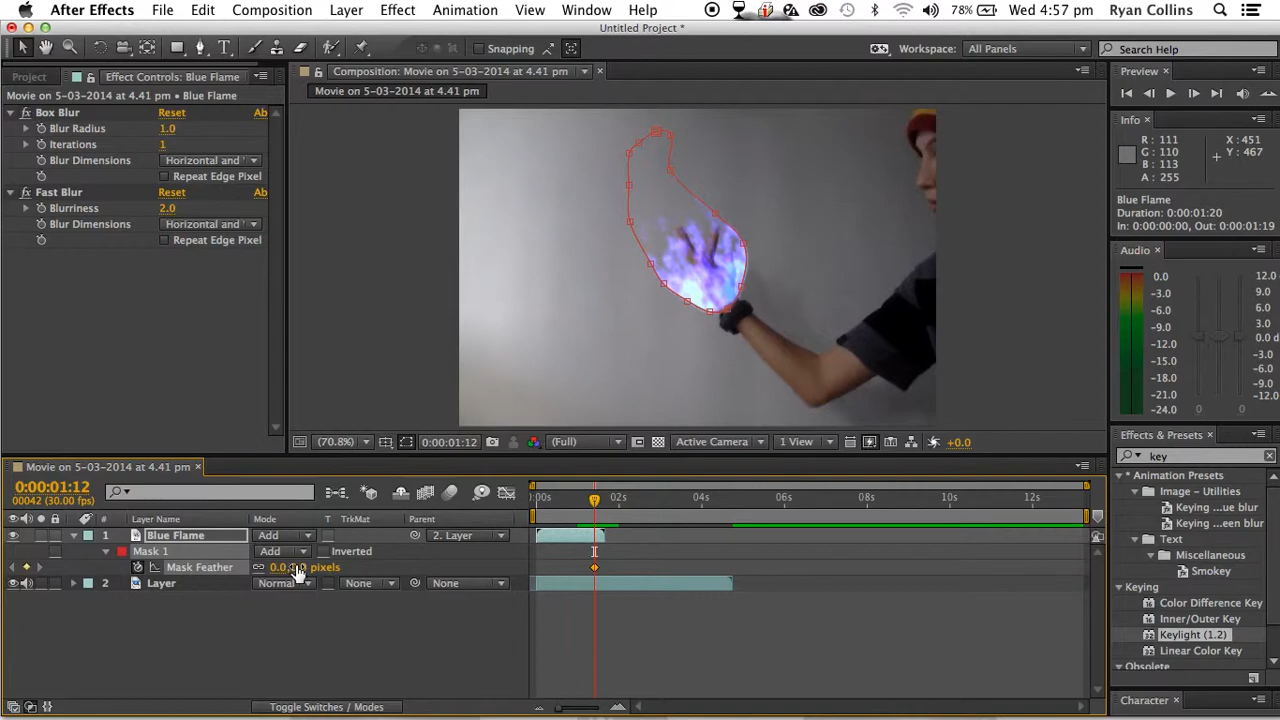 After Effects File Edit Composition Layer Effect Animation View Window Help 78% Wed 4:57 pm Ryan Collins
Untitled Project *
Snapping Workspace: All Panels Search Help
Project Effect Controls: Blue Flame
Movie on 5-03-2014 at 4.41 pm • Blue Flame
fx Box Blur Reset Ab
Blur Radius 1.0
Iterations 1
Blur Dimensions Horizontal and
Repeat Edge Pixel
fx Fast Blur Reset Ab
Blurriness 2.0
Blur Dimensions Horizontal and
Repeat Edge Pixel
Composition: Movie on 5-03-2014 at 4.41 pm
Movie on 5-03-2014 at 4.41 pm
(70.8%) 0:00:01:12 (Full) Active Camera 1 View +0.0
Preview
Info
R: 111
G: 110
B: 113
A: 255
X: 451
Y: 467
Blue Flame
Duration: 0:00:01:20
In: 0:00:00:00, Out: 0:00:01:19
Audio
0.0
-3.0
-6.0
-9.0
-12.0
-15.0
-18.0
-21.0
-24.0
0 0
12.0
6.0
0.0 d
-6.0
-12.0
-18.0
-24.0
Effects & Presets
key
* Animation Presets
Image - Utilities
Keying ...ue blur
Keying ...een blur
Text
Miscellaneous
Smokey
Keying
Color Difference Key
Inner/Outer Key
Keylight (1.2)
Linear Color Key
Obsolete
Character
Movie on 5-03-2014 at 4.41 pm
0:00:01:12
00042 (30.00 fps)
Layer Name Mode T TrkMat Parent
1 Blue Flame Add 2. Layer
Mask 1 Add Inverted
Mask Feather pixels
2 Layer Normal None None
:00s 02s 04s 06s 08s 10s 12s
Toggle Switches / Modes